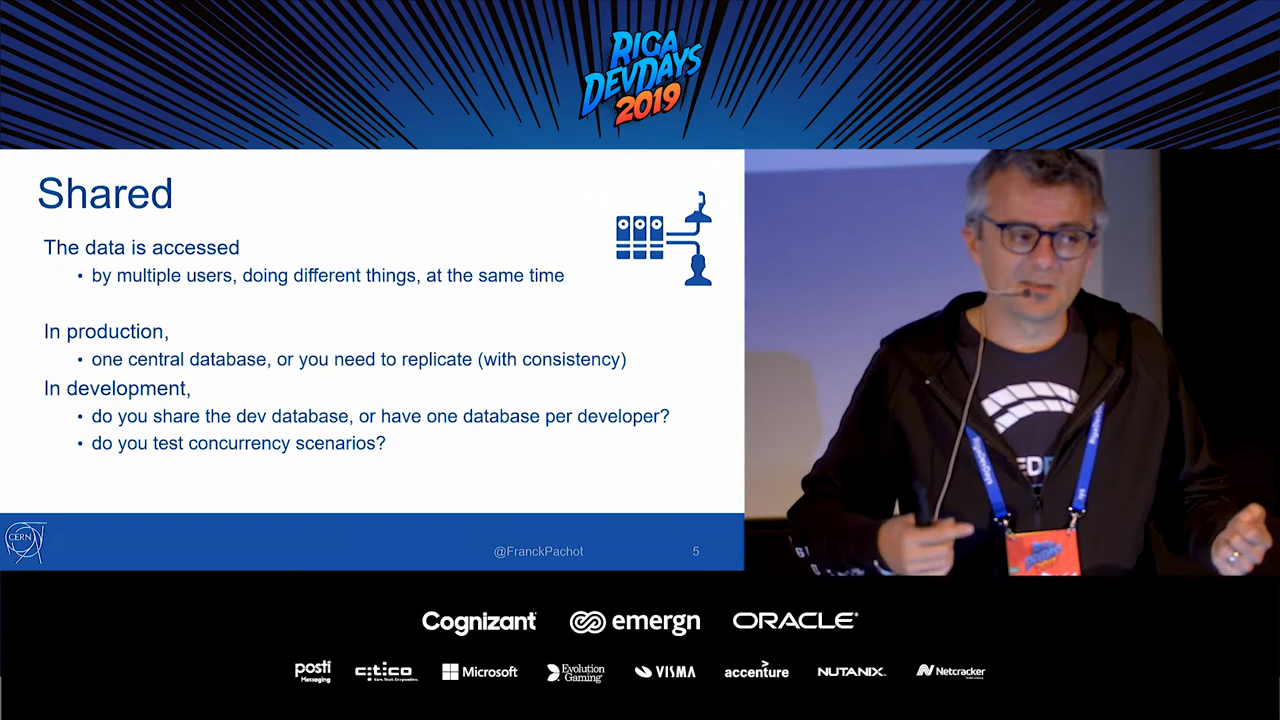 RIGA
DEVDAYS
2019
Shared
The data is accessed
• by multiple users, doing different things, at the same time
In production,
• one central database, or you need to replicate (with consistency)
In development,
• do you share the dev database, or have one database per developer?
• do you test concurrency scenarios?
CERN
@FranckPachot
5
RigaDevDays
Cognizant
emergn
ORACLE®
posti
Messaging
citico
Microsoft
Evolution
Gaming
VISMA
accenture
NUTANIX
Netcracker